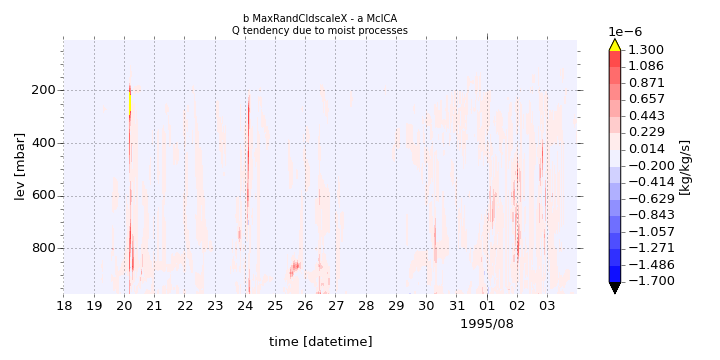 b MaxRandCldscaleX - a McICA
Q tendency due to moist processes
1e−6
lev [mbar]
200
400
600
800
18 19 20 21 22 23 24 25 26 27 28 29 30 31 01 02 03
1995/08
time [datetime]
1.300
1.086
0.871
0.657
0.443
0.229
0.014
−0.200
−0.414
−0.629
−0.843
−1.057
−1.271
−1.486
−1.700
[kg/kg/s]